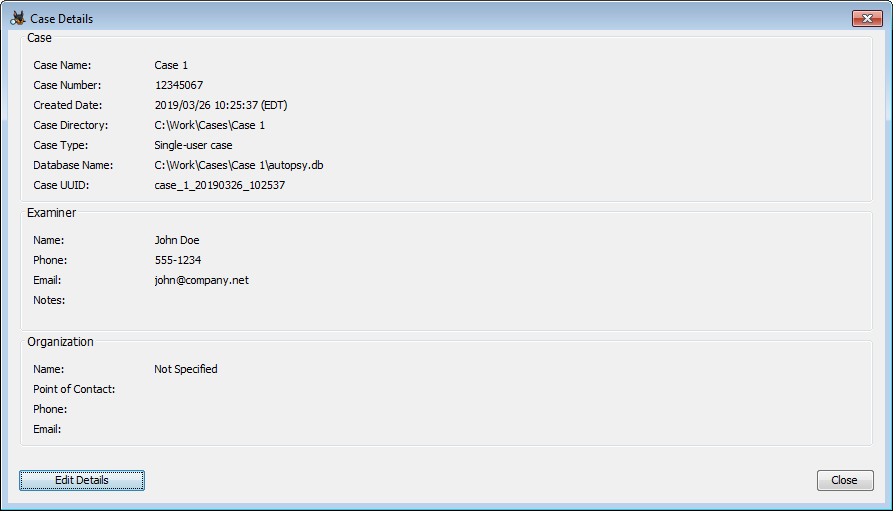 Case Details
Case
Case Name: Case 1
Case Number: 12345067
Created Date: 2019/03/26 10:25:37 (EDT)
Case Directory: C:\Work\Cases\Case 1
Case Type: Single-user case
Database Name: C:\Work\Cases\Case 1\autopsy.db
Case UUID: case_1_20190326_102537
Examiner
Name: John Doe
Phone: 555-1234
Email: john@company.net
Notes:
Organization
Name: Not Specified
Point of Contact:
Phone:
Email:
Edit Details Close